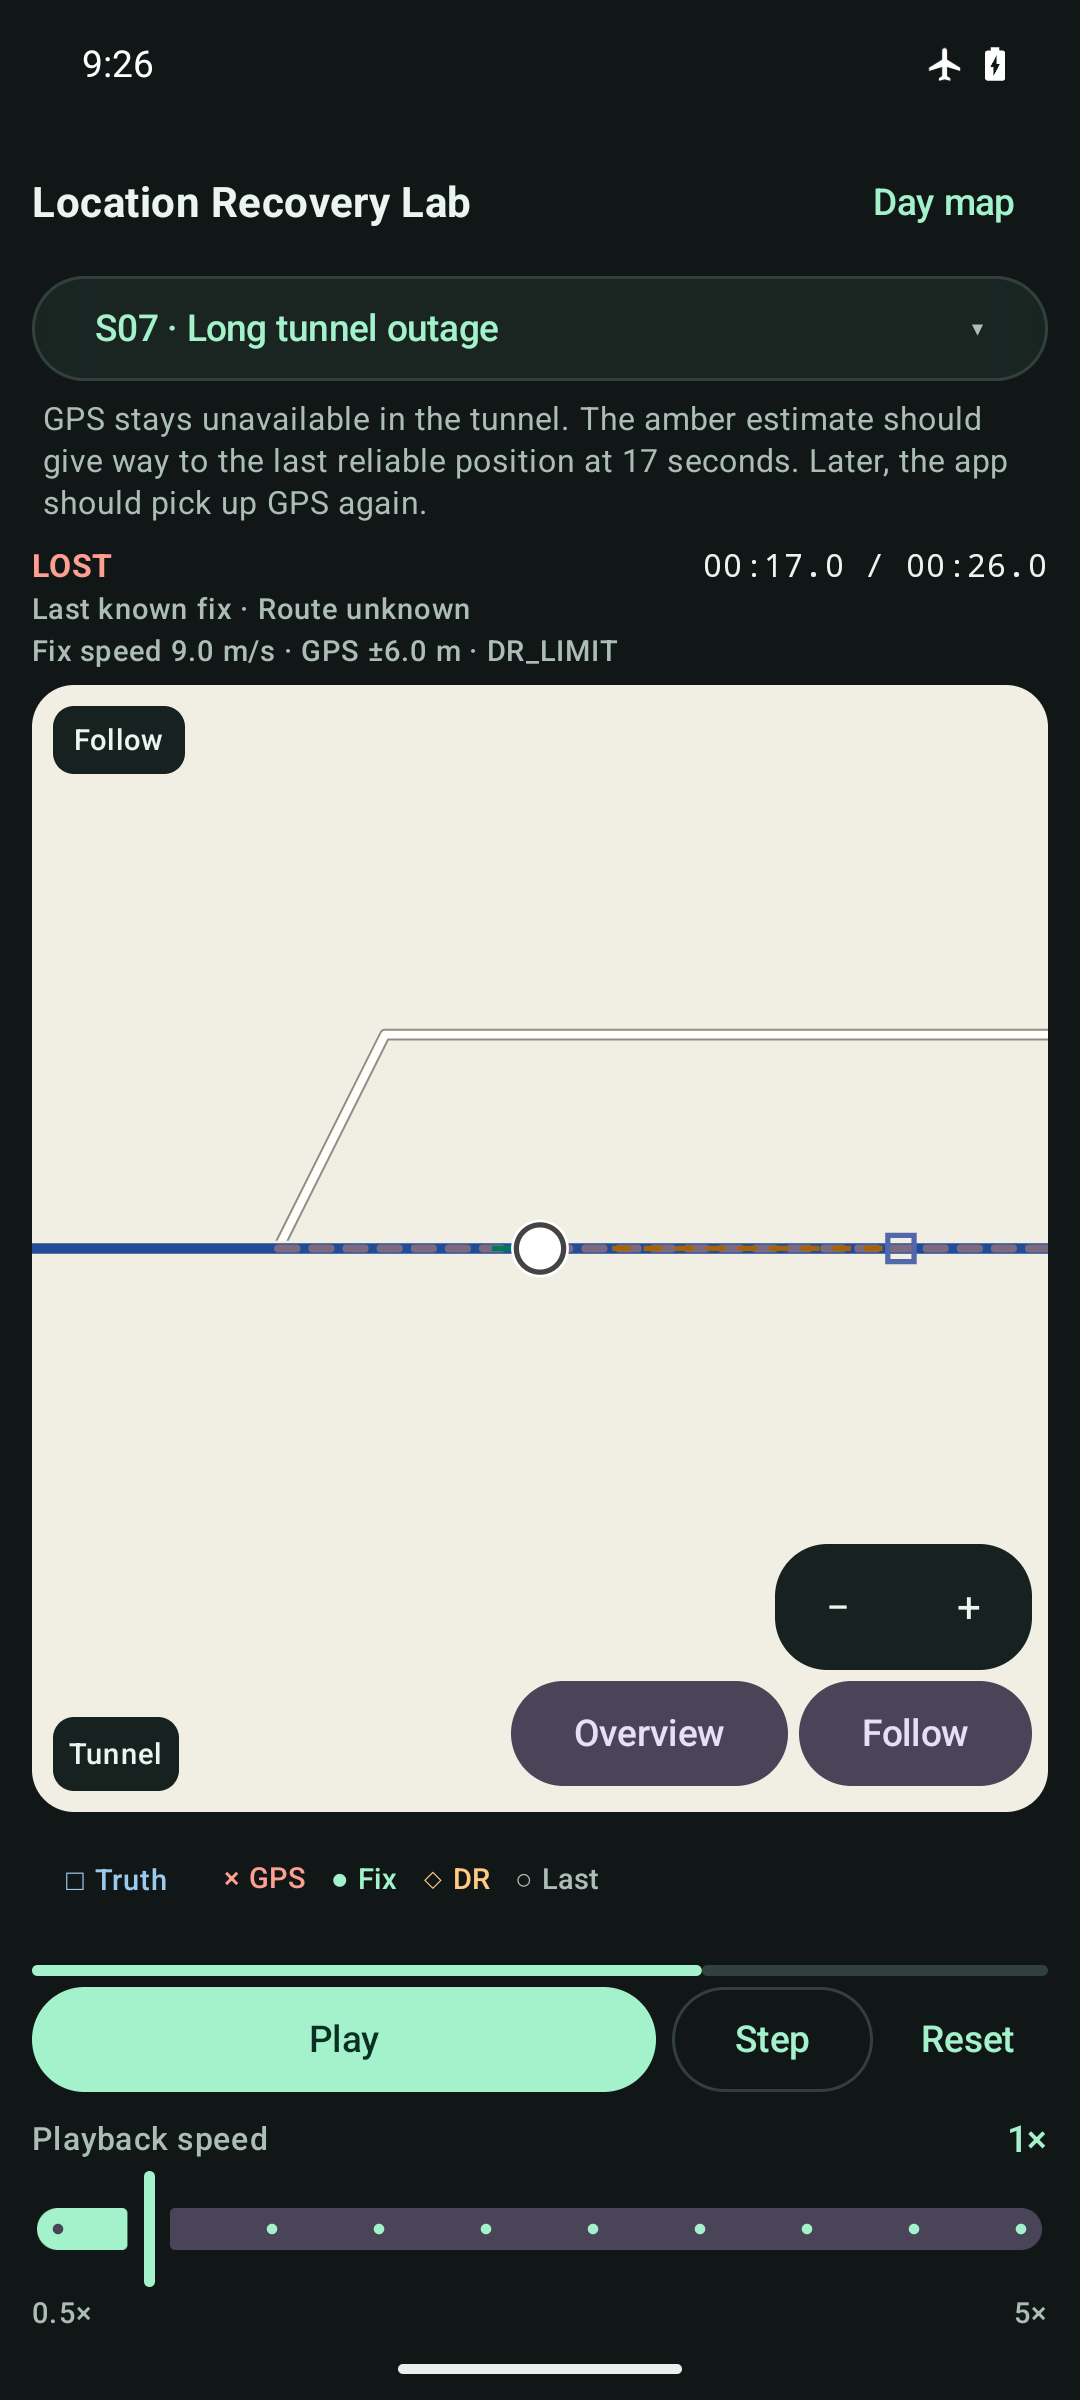 9:26
Location Recovery Lab
Day map
S07 · Long tunnel outage
GPS stays unavailable in the tunnel. The amber estimate should
give way to the last reliable position at 17 seconds. Later, the app
should pick up GPS again.
LOST
00:17.0 / 00:26.0
Last known fix · Route unknown
Fix speed 9.0 m/s · GPS ±6.0 m · DR_LIMIT
Follow
− +
Overview
Follow
Tunnel
□ Truth × GPS ● Fix ◇ DR ○ Last
Play
Step
Reset
Playback speed
1×
0.5×
5×